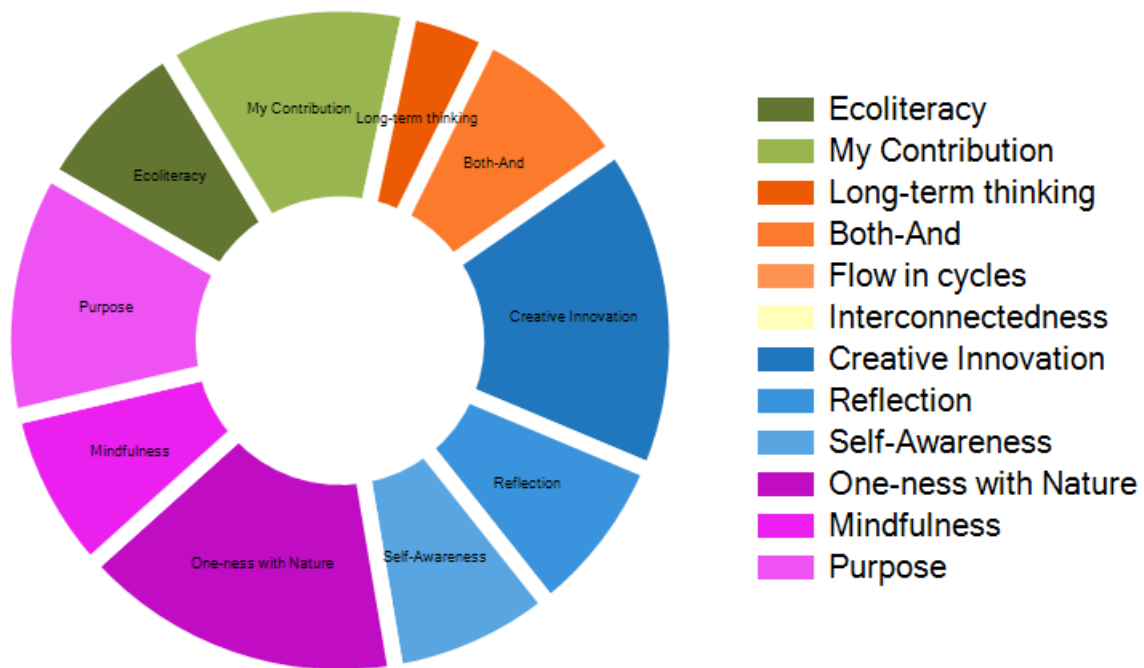 My Contribution
Long-term thinking
Both-And
Ecoliteracy
Purpose
Creative Innovation
Mindfulness
Reflection
One-ness with Nature
Self-Awareness
Ecoliteracy
My Contribution
Long-term thinking
Both-And
Flow in cycles
Interconnectedness
Creative Innovation
Reflection
Self-Awareness
One-ness with Nature
Mindfulness
Purpose